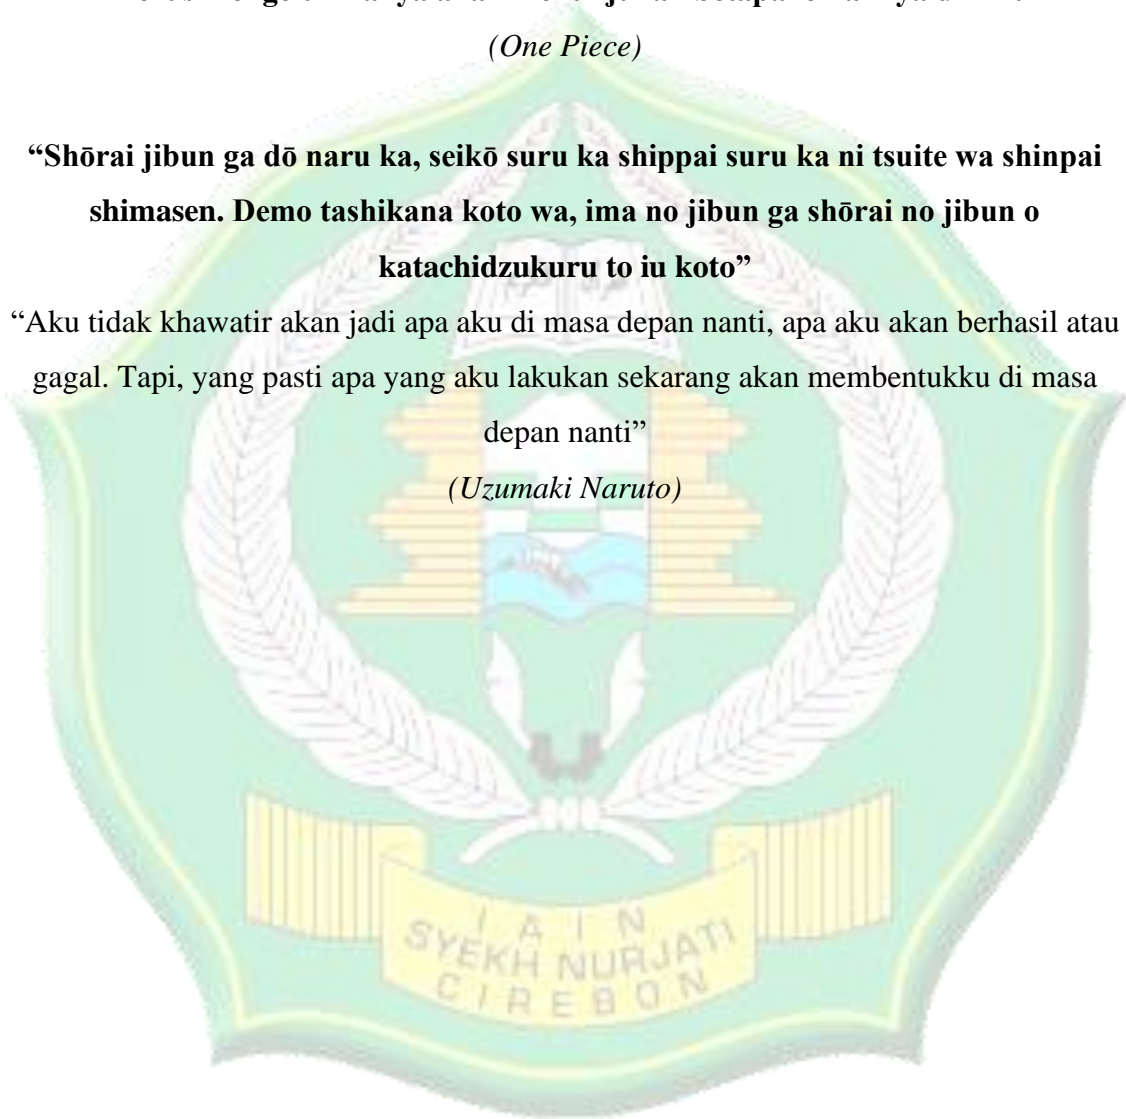 (One Piece)
“Shōrai jibun ga dō naru ka, seikō suru ka shippai suru ka ni tsuite wa shinpai
shimasen. Demo tashikana koto wa, ima no jibun ga shōrai no jibun o
katachidzukuru to iu koto”
“Aku tidak khawatir akan jadi apa aku di masa depan nanti, apa aku akan berhasil atau
gagal. Tapi, yang pasti apa yang aku lakukan sekarang akan membentukku di masa
depan nanti”
(Uzumaki Naruto)
IAIN
SYEKH NURJATI
CIREBON